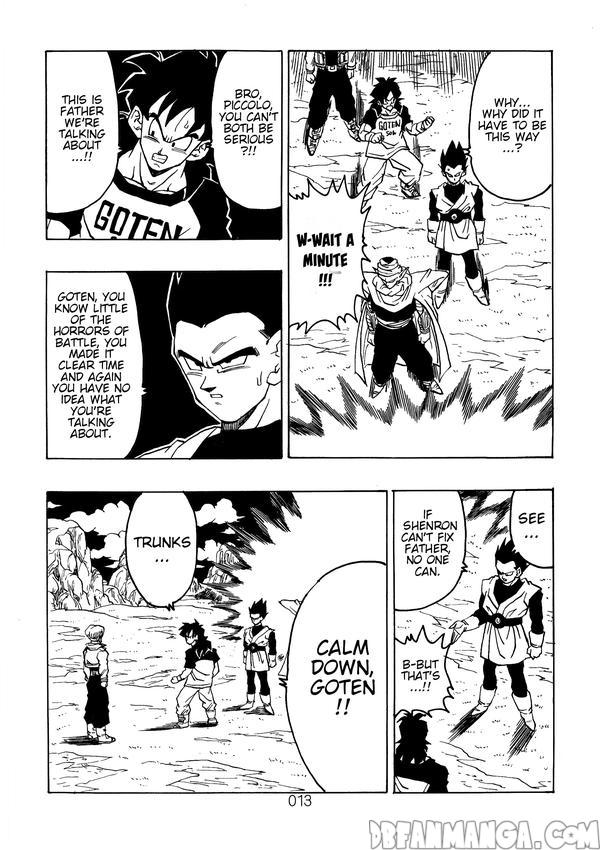 WHY...
WHY DID IT
HAVE TO BE
THIS WAY
...?
GOTEN
W-WAIT A
MINUTE
!!!
BRO,
PICCOLO,
YOU CAN'T
BOTH BE
SERIOUS
?!!
THIS IS
FATHER
WE'RE
TALKING
ABOUT
...!!
GOTEN
GOTEN, YOU
KNOW LITTLE
OF THE
HORRORS OF
BATTLE, YOU
MADE IT
CLEAR TIME
AND AGAIN
YOU HAVE NO
IDEA WHAT
YOU'RE
TALKING
ABOUT.
SEE
...
IF
SHENRON
CAN'T FIX
FATHER,
NO ONE
CAN.
B-BUT
THAT'S
...!!
TRUNKS
...
CALM
DOWN,
GOTEN
!!
013
DBFANMANGA.COM